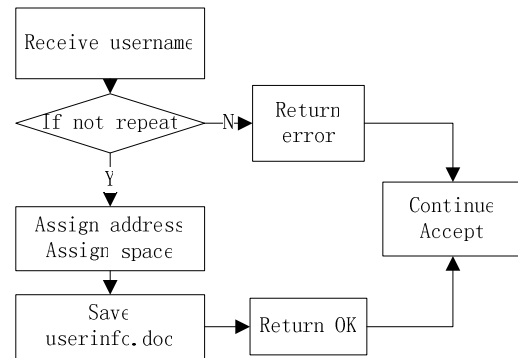 Receive username
If not repeat
N
Return
error
Y
Assign address
Assign space
Continue
Accept
Save
userinfo.doc
Return OK